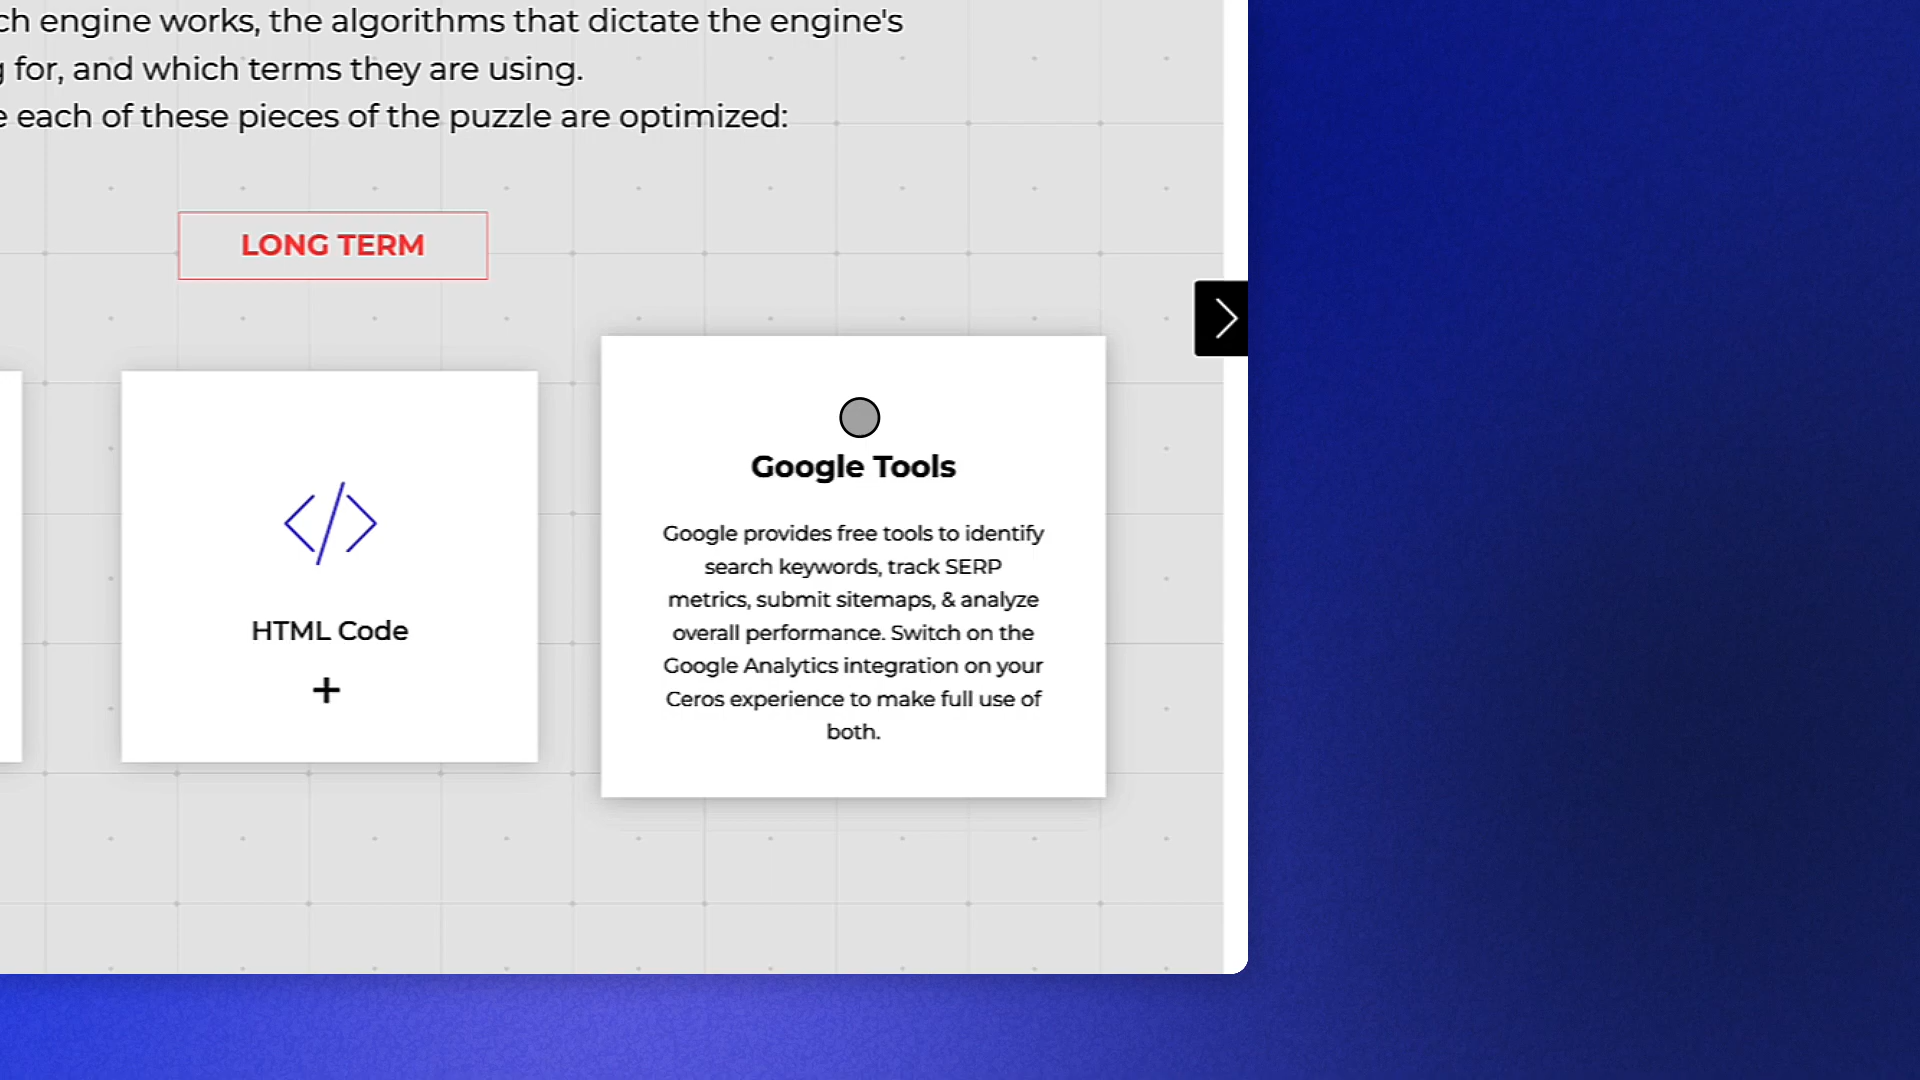 ch engine works, the algorithms that dictate the engine's
g for, and which terms they are using.
e each of these pieces of the puzzle are optimized:
LONG TERM
HTML Code
+
Google Tools
Google provides free tools to identify
search keywords, track SERP
metrics, submit sitemaps, & analyze
overall performance. Switch on the
Google Analytics integration on your
Ceros experience to make full use of
both.